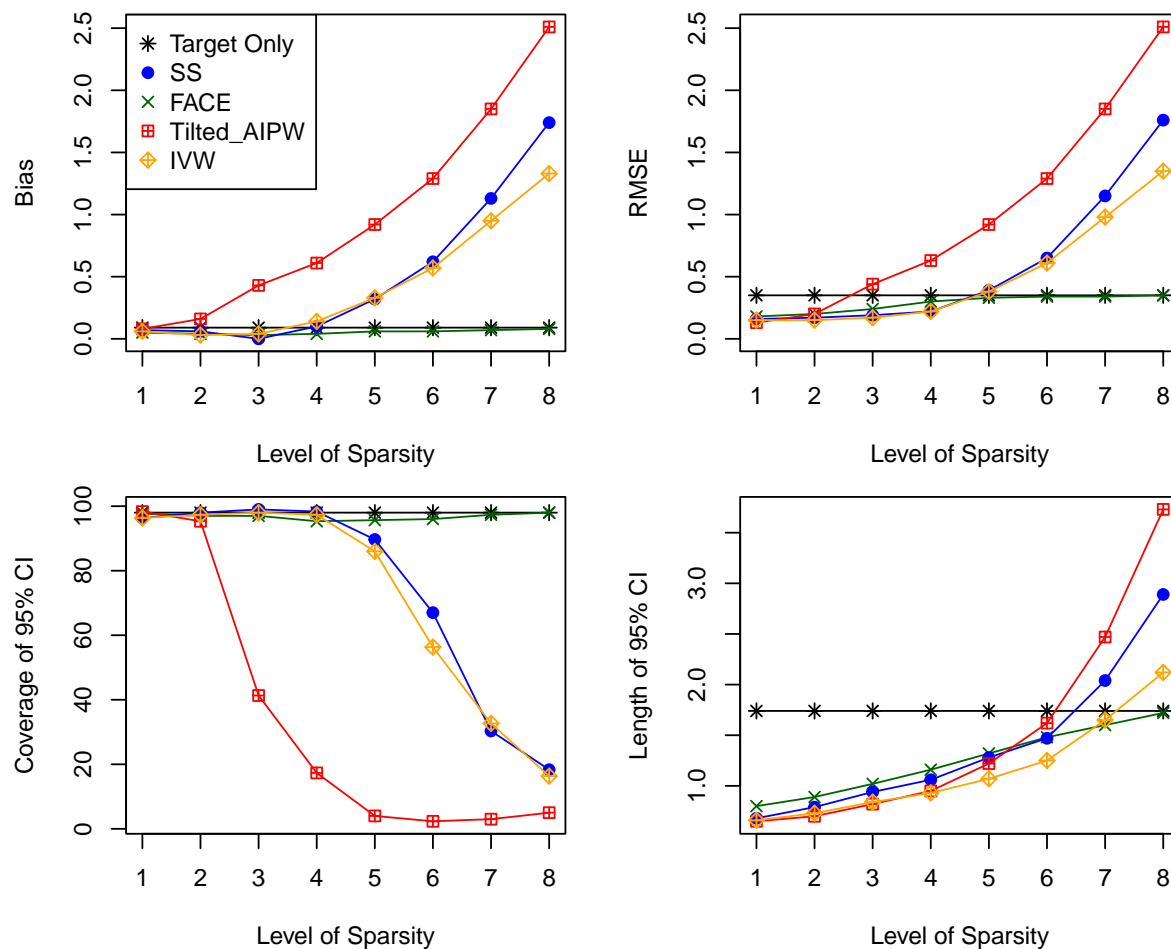 Target Only
SS
FACE
Tilted_AIPW
IVW
Bias
0.0 0.5 1.0 1.5 2.0 2.5
1 2 3 4 5 6 7 8
Level of Sparsity
RMSE
0.0 0.5 1.0 1.5 2.0 2.5
1 2 3 4 5 6 7 8
Level of Sparsity
Coverage of 95% CI
0 20 40 60 80 100
1 2 3 4 5 6 7 8
Level of Sparsity
Length of 95% CI
1.0 2.0 3.0
1 2 3 4 5 6 7 8
Level of Sparsity